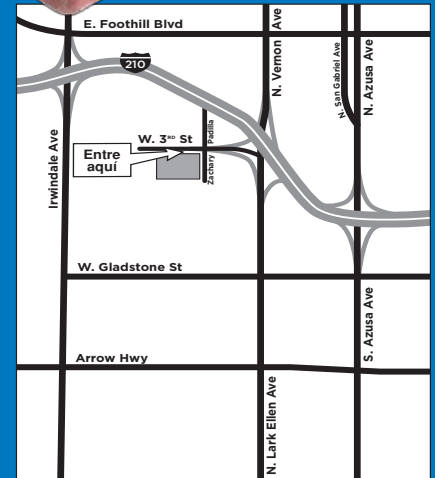 E. Foothill Blvd
210
N. Vernon Ave
N. San Gabriel Ave
N. Azusa Ave
Irwindale Ave
W. 3RD St
Zachary Padilla
Entre
aquí
W. Gladstone St
S. Azusa Ave
Arrow Hwy
N. Lark Ellen Ave